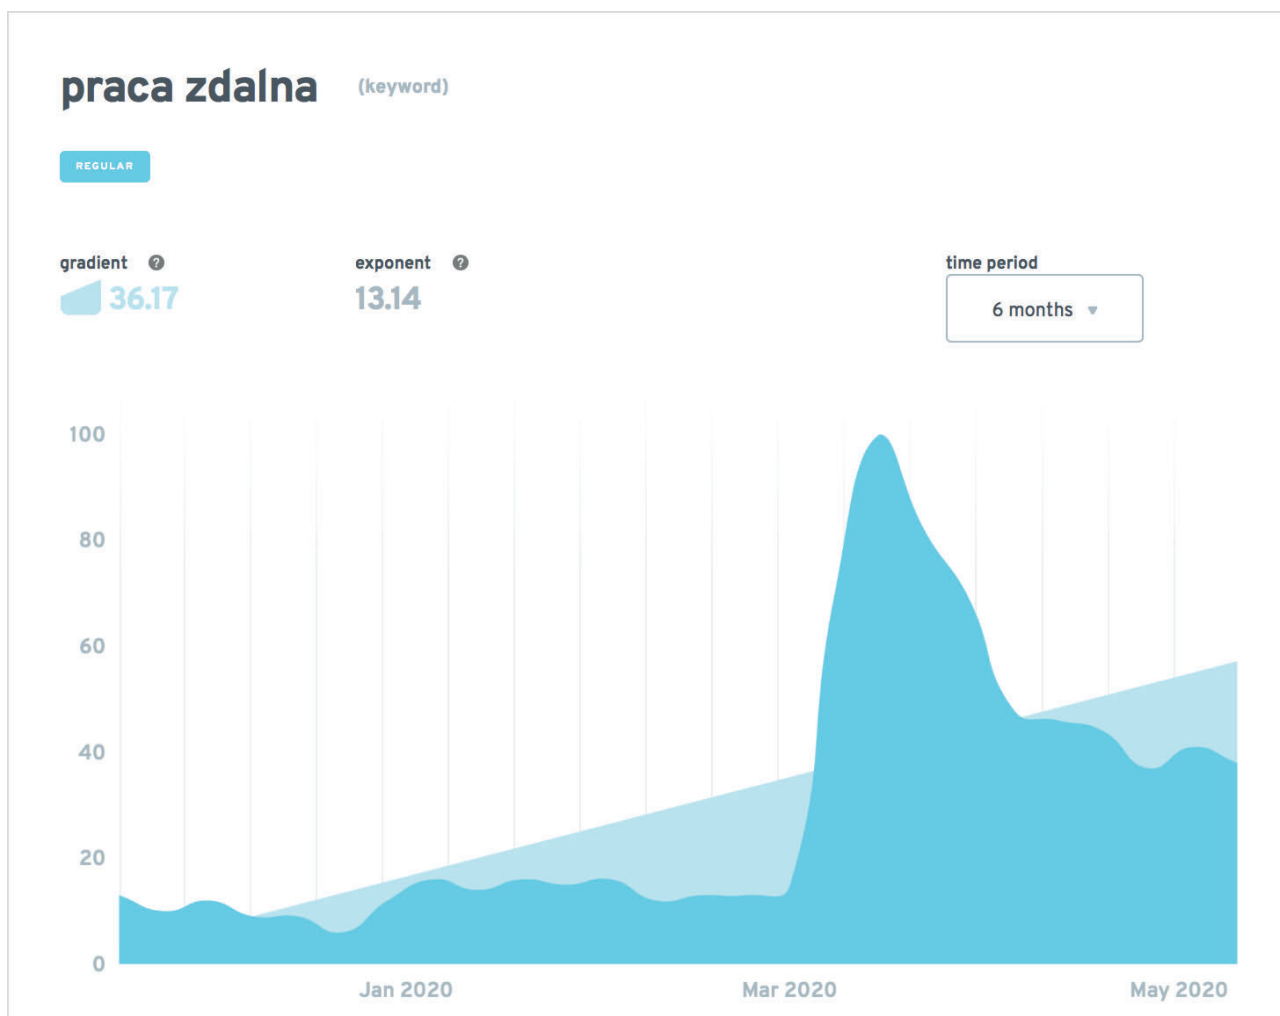 praca zdalna (keyword)
REGULAR
gradient ? exponent ? time period
36.17 13.14 6 months
100
80
60
40
20
0
Jan 2020 Mar 2020 May 2020